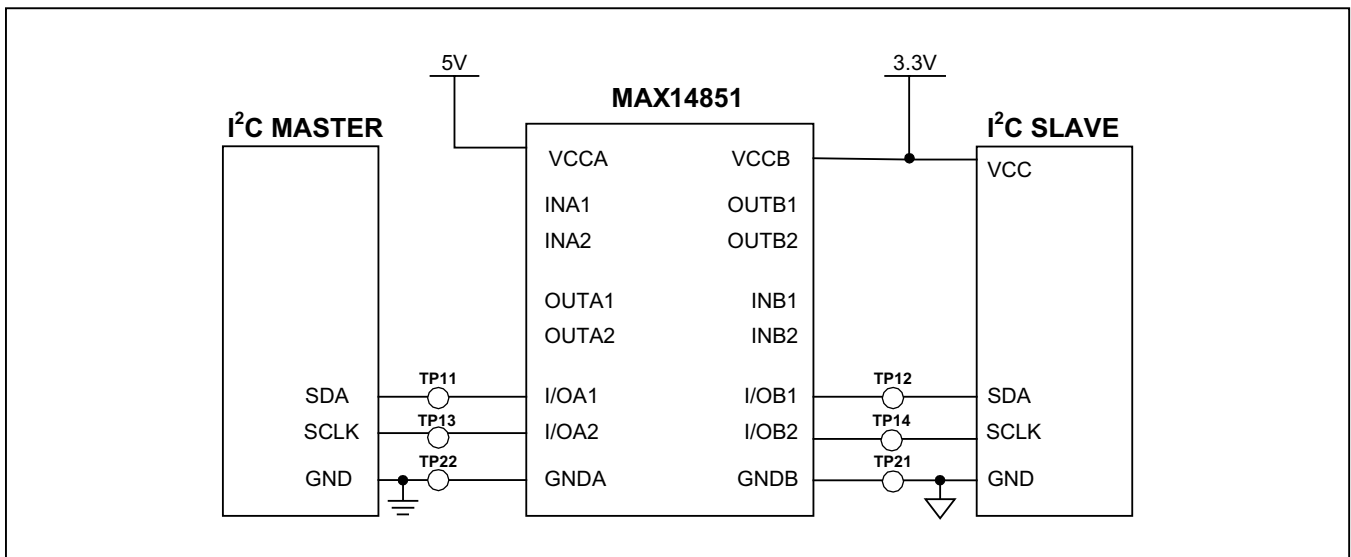 5V
3.3V
MAX14851
I²C MASTER
I²C SLAVE
VCCA
VCCB
VCC
INA1
OUTB1
INA2
OUTB2
OUTA1
INB1
OUTA2
INB2
SDA
TP11
I/OA1
I/OB1
TP12
SDA
SCLK
TP13
I/OA2
I/OB2
TP14
SCLK
GND
TP22
GNDA
GNDB
TP21
GND